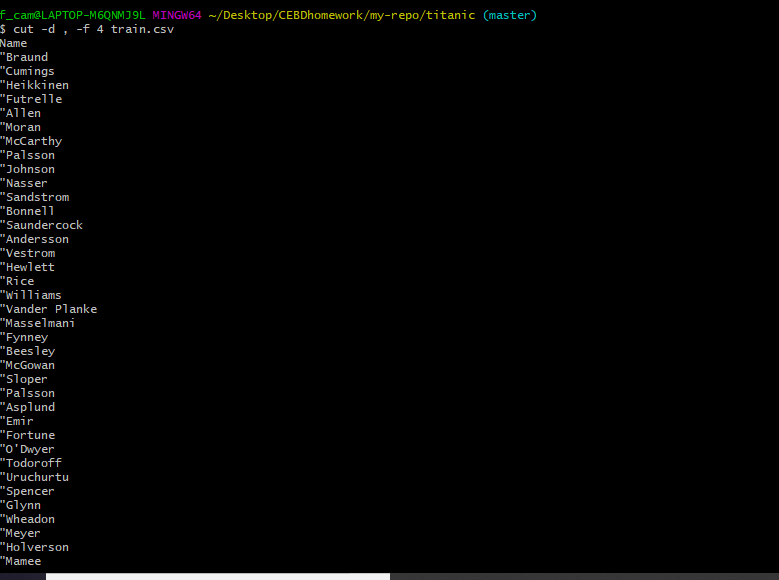 f_cam@LAPTOP-M6QNMJ9L MINGW64 ~/Desktop/CEBDhomework/my-repo/titanic (master)
$ cut -d , -f 4 train.csv
Name
"Braund
"Cumings
"Heikkinen
"Futrelle
"Allen
"Moran
"McCarthy
"Palsson
"Johnson
"Nasser
"Sandstrom
"Bonnell
"Saundercock
"Andersson
"Vestrom
"Hewlett
"Rice
"Williams
"Vander Planke
"Masselmani
"Fynney
"Beesley
"McGowan
"Sloper
"Palsson
"Asplund
"Emir
"Fortune
"O'Dwyer
"Todoroff
"Uruchurtu
"Spencer
"Glynn
"Wheadon
"Meyer
"Holverson
"Mamee